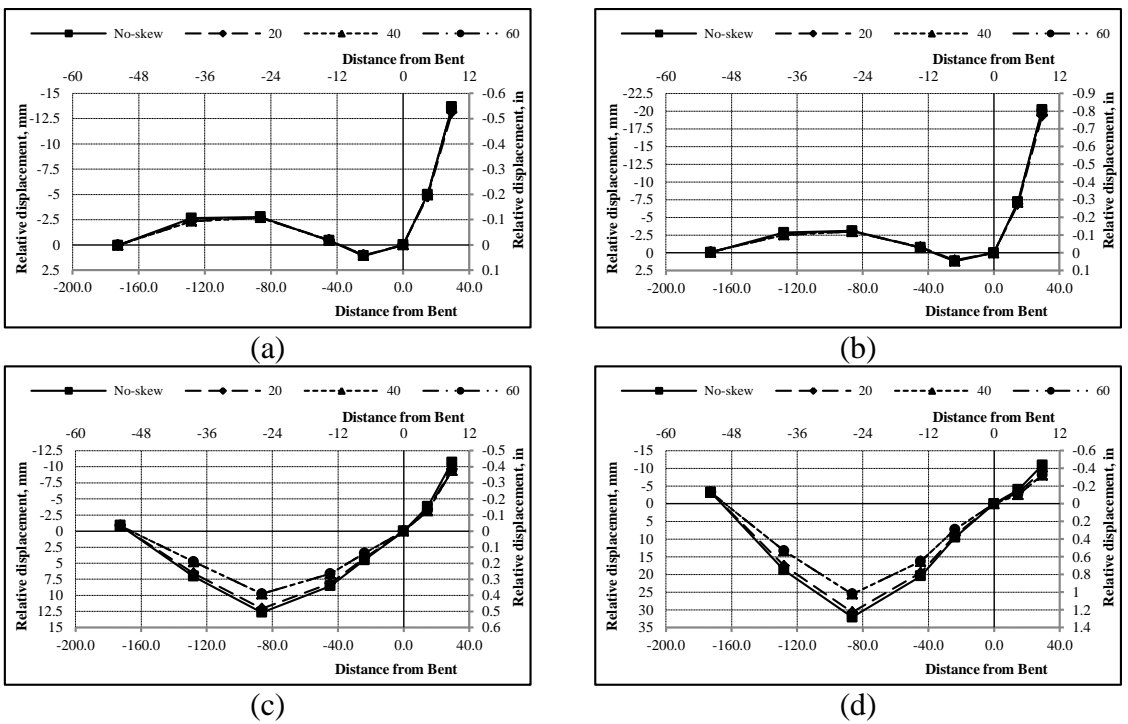 No-skew 20 40 60
Distance from Bent
-60 -48 -36 -24 -12 0 12
-15 -12.5 -10 -7.5 -5 -2.5 0 2.5
Relative displacement, mm
-0.6 -0.5 -0.4 -0.3 -0.2 -0.1 0 0.1
Relative displacement, in
-200.0 -160.0 -120.0 -80.0 -40.0 0.0 40.0
Distance from Bent
(a)
No-skew 20 40 60
Distance from Bent
-60 -48 -36 -24 -12 0 12
-22.5 -20 -17.5 -15 -12.5 -10 -7.5 -5 -2.5 0 2.5
Relative displacement, mm
-0.9 -0.8 -0.7 -0.6 -0.5 -0.4 -0.3 -0.2 -0.1 0 0.1
Relative displacement, in
-200.0 -160.0 -120.0 -80.0 -40.0 0.0 40.0
Distance from Bent
(b)
No-skew 20 40 60
Distance from Bent
-60 -48 -36 -24 -12 0 12
-12.5 -10 -7.5 -5 -2.5 0 2.5 5 7.5 10 12.5 15
Relative displacement, mm
-0.5 -0.4 -0.3 -0.2 -0.1 0 0.1 0.2 0.3 0.4 0.5 0.6
Relative displacement, in
-200.0 -160.0 -120.0 -80.0 -40.0 0.0 40.0
Distance from Bent
(c)
No-skew 20 40 60
Distance from Bent
-60 -48 -36 -24 -12 0 12
-15 -10 -5 0 5 10 15 20 25 30 35
Relative displacement, mm
-0.6 -0.4 -0.2 0 0.2 0.4 0.6 0.8 1 1.2 1.4
Relative displacement, in
-200.0 -160.0 -120.0 -80.0 -40.0 0.0 40.0
Distance from Bent
(d)